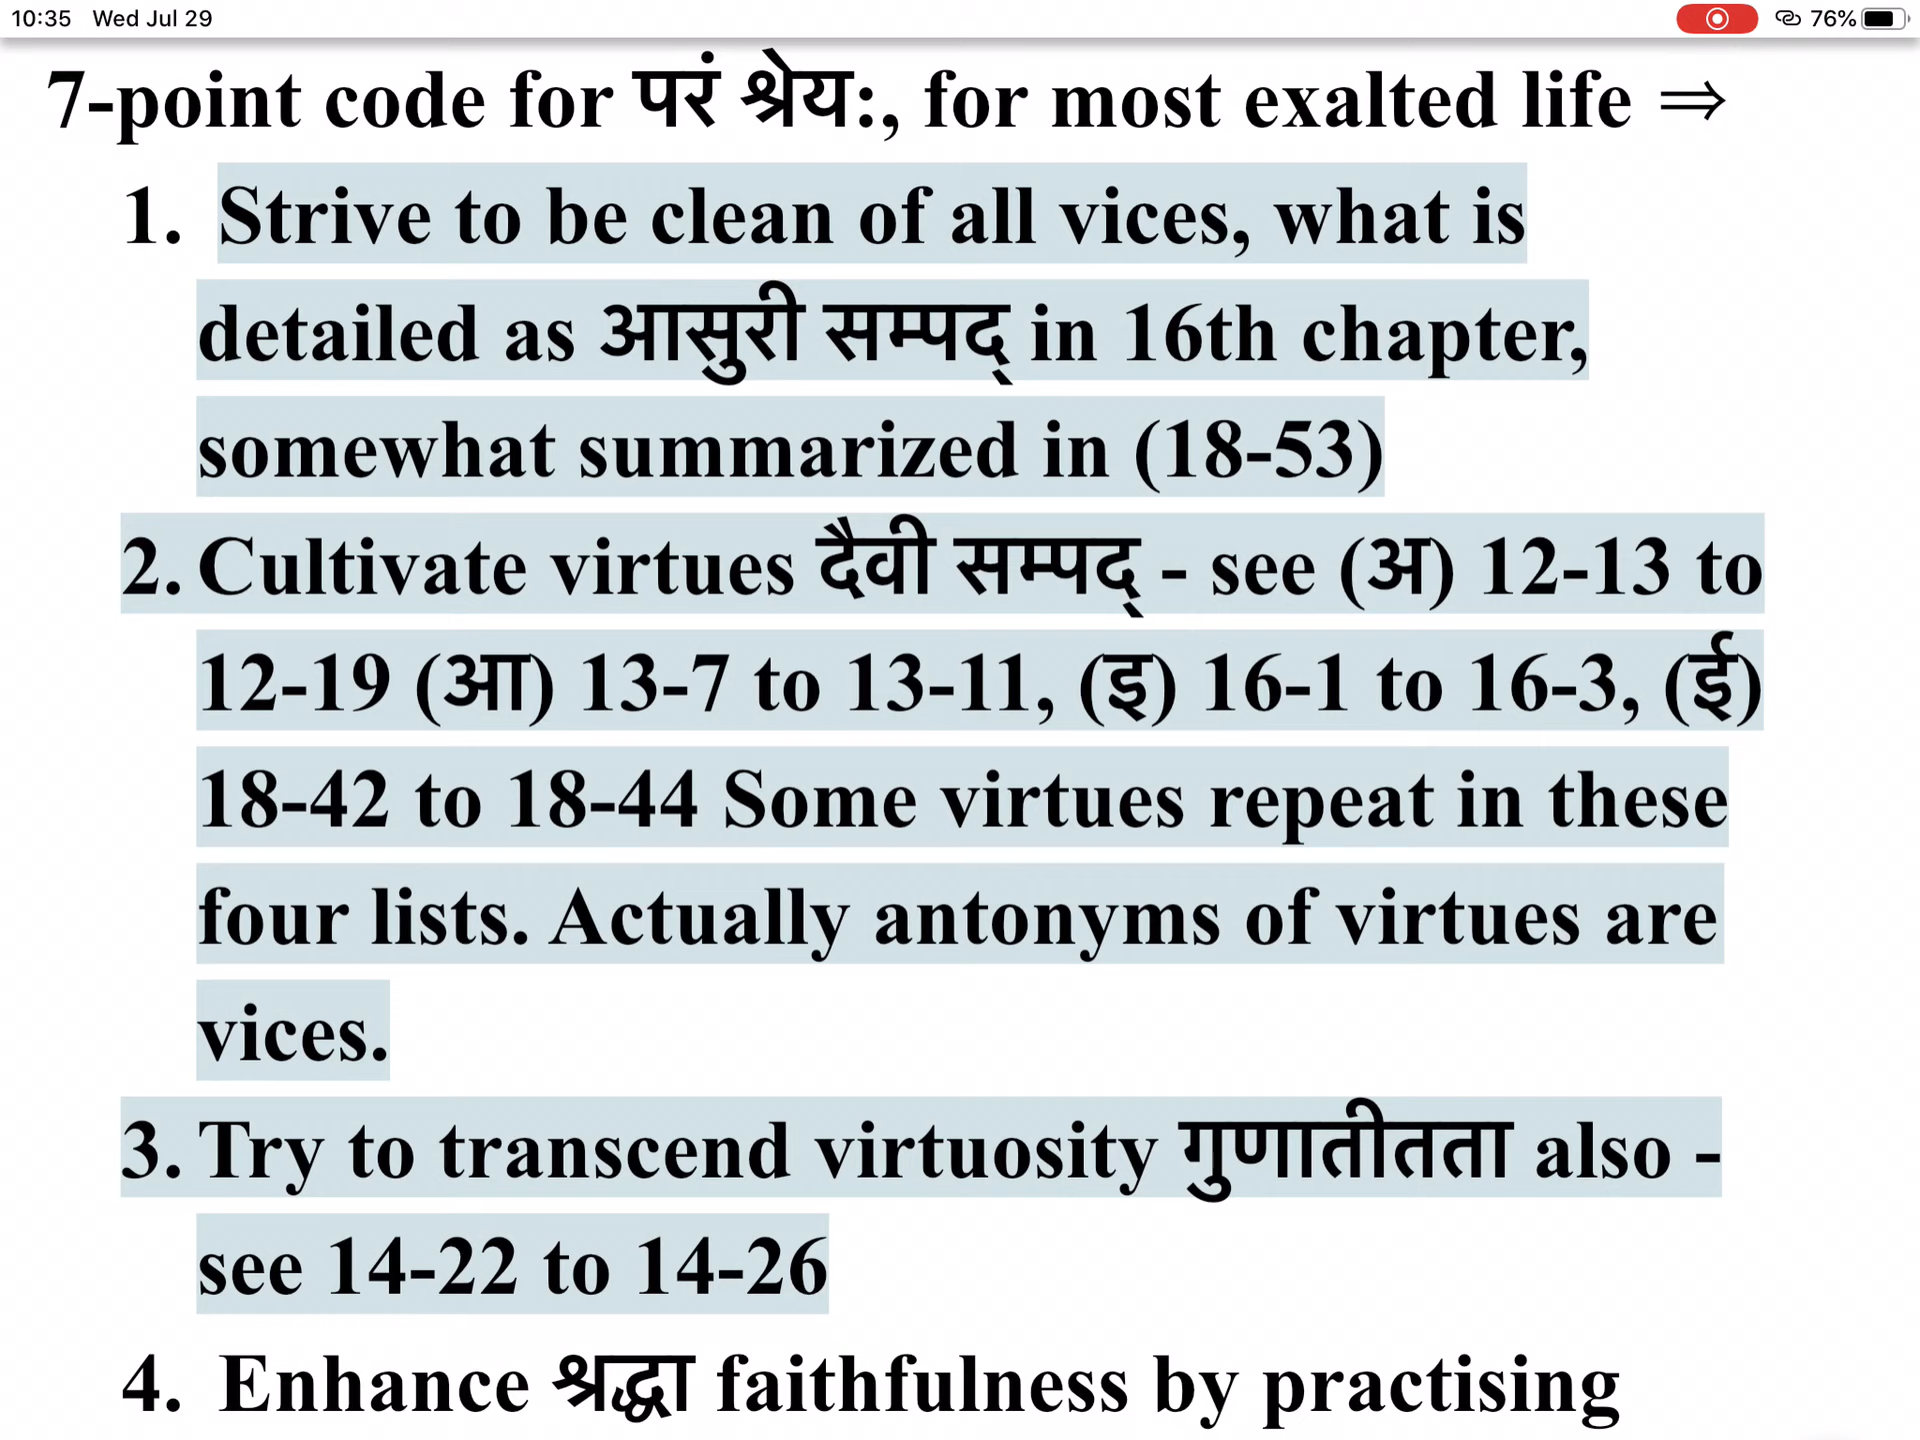 10:35 Wed Jul 29 76%
7-point code for परं श्रेय:, for most exalted life ⇒
1. Strive to be clean of all vices, what is
detailed as आसुरी सम्पद् in 16th chapter,
somewhat summarized in (18-53)
2. Cultivate virtues दैवी सम्पद् - see (अ) 12-13 to
12-19 (आ) 13-7 to 13-11, (इ) 16-1 to 16-3, (ई)
18-42 to 18-44 Some virtues repeat in these
four lists. Actually antonyms of virtues are
vices.
3. Try to transcend virtuosity गुणातीतता also -
see 14-22 to 14-26
4. Enhance श्रद्धा faithfulness by practising